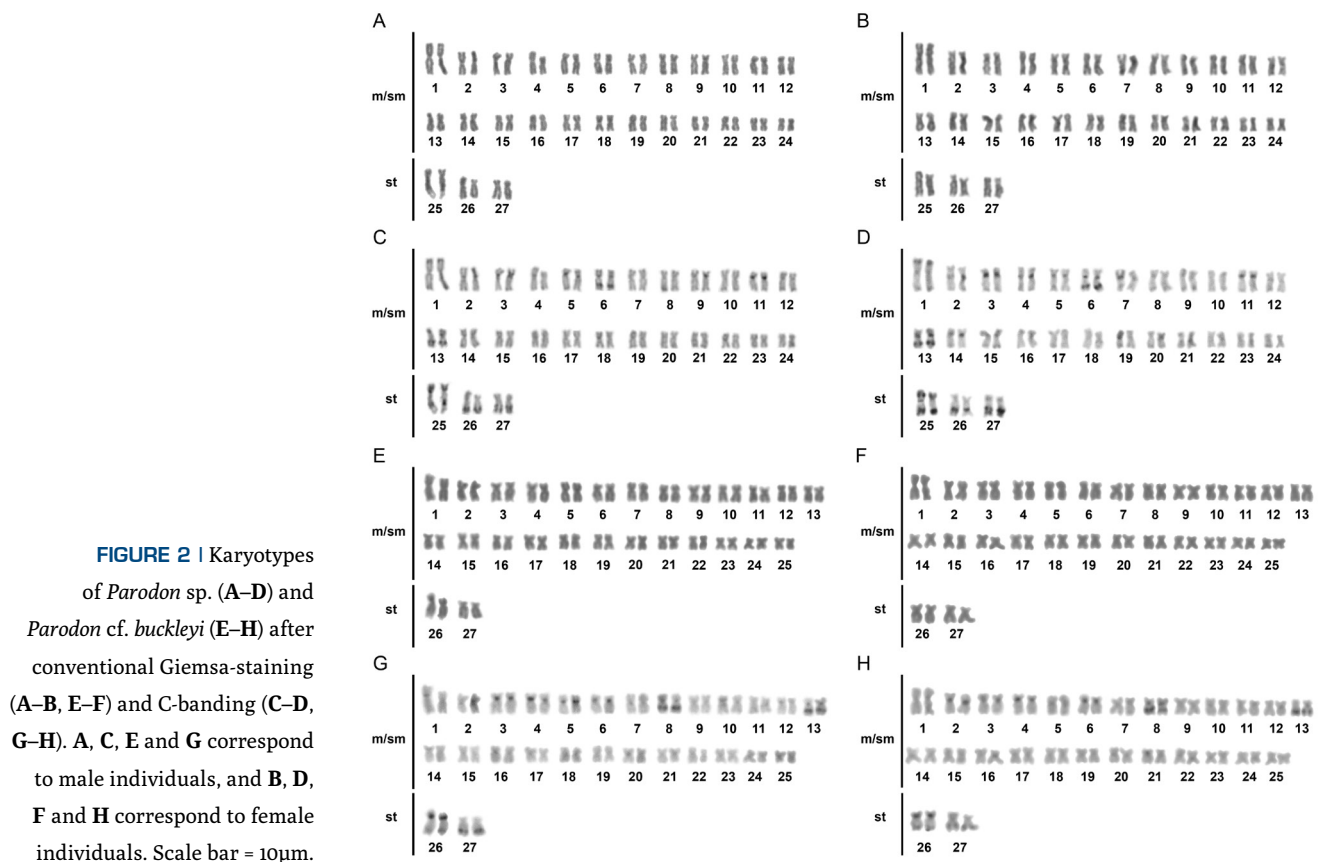 A
1 2 3 4 5 6 7 8 9 10 11 12
m/sm
13 14 15 16 17 18 19 20 21 22 23 24
st
25 26 27
B
1 2 3 4 5 6 7 8 9 10 11 12
m/sm
13 14 15 16 17 18 19 20 21 22 23 24
st
25 26 27
C
1 2 3 4 5 6 7 8 9 10 11 12
m/sm
13 14 15 16 17 18 19 20 21 22 23 24
st
25 26 27
D
1 2 3 4 5 6 7 8 9 10 11 12
m/sm
13 14 15 16 17 18 19 20 21 22 23 24
st
25 26 27
E
1 2 3 4 5 6 7 8 9 10 11 12 13
m/sm
14 15 16 17 18 19 20 21 22 23 24 25
st
26 27
F
1 2 3 4 5 6 7 8 9 10 11 12 13
m/sm
14 15 16 17 18 19 20 21 22 23 24 25
st
26 27
G
1 2 3 4 5 6 7 8 9 10 11 12 13
m/sm
14 15 16 17 18 19 20 21 22 23 24 25
st
26 27
H
1 2 3 4 5 6 7 8 9 10 11 12 13
m/sm
14 15 16 17 18 19 20 21 22 23 24 25
st
26 27
FIGURE 2 | Karyotypes
of Parodon sp. (A–D) and
Parodon cf. buckleyi (E–H) after
conventional Giemsa-staining
(A–B, E–F) and C-banding (C–D,
G–H). A, C, E and G correspond
to male individuals, and B, D,
F and H correspond to female
individuals. Scale bar = 10μm.